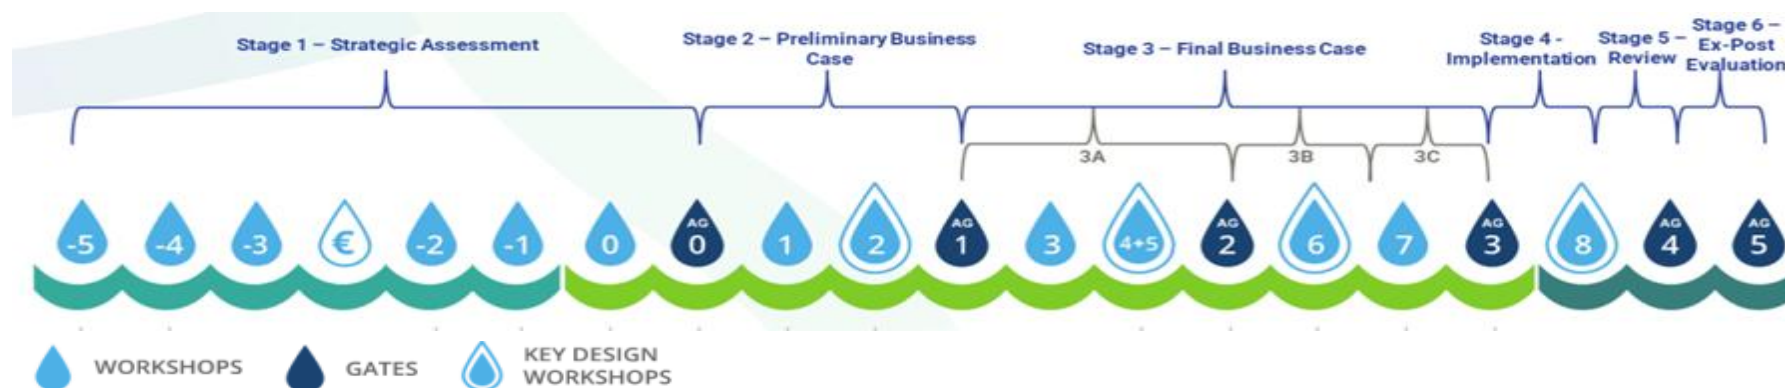 Stage 1 – Strategic Assessment
Stage 2 – Preliminary Business
Case
Stage 3 – Final Business Case
Stage 4 -
Implementation
Stage 5 –
Review
Stage 6 –
Ex-Post
Evaluation
3A
3B
3C
-5
-4
-3
€
-2
-1
0
AG
0
1
2
AG
1
3
4+5
AG
2
6
7
AG
3
8
AG
4
AG
5
WORKSHOPS
GATES
KEY DESIGN
WORKSHOPS